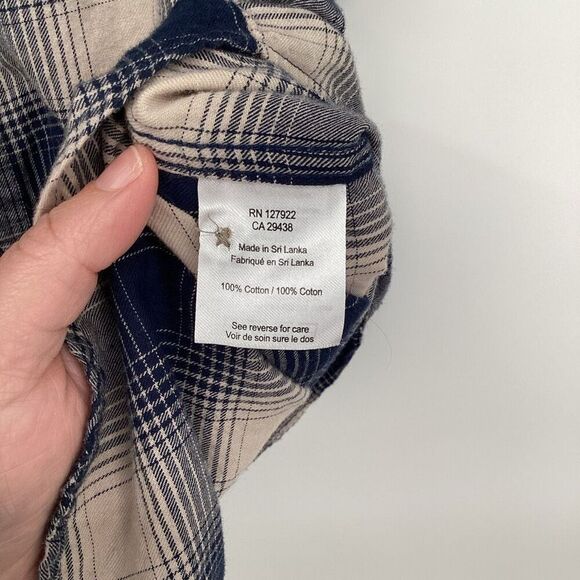 RN 127922
CA 29438
Made in Sri Lanka
Fabriqué en Sri Lanka
100% Cotton / 100% Coton
See reverse for care
Voir de soin sure le dos